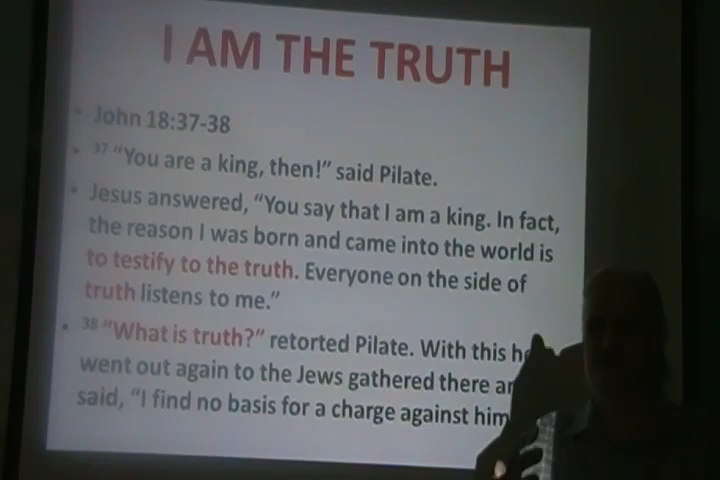 I AM THE TRUTH
• John 18:37-38
• 37 “You are a king, then!” said Pilate.
• Jesus answered, “You say that I am a king. In fact,
the reason I was born and came into the world is
to testify to the truth. Everyone on the side of
truth listens to me.”
• 38 “What is truth?” retorted Pilate. With this
went out again to the Jews gathered there
said, “I find no basis for a charge against him